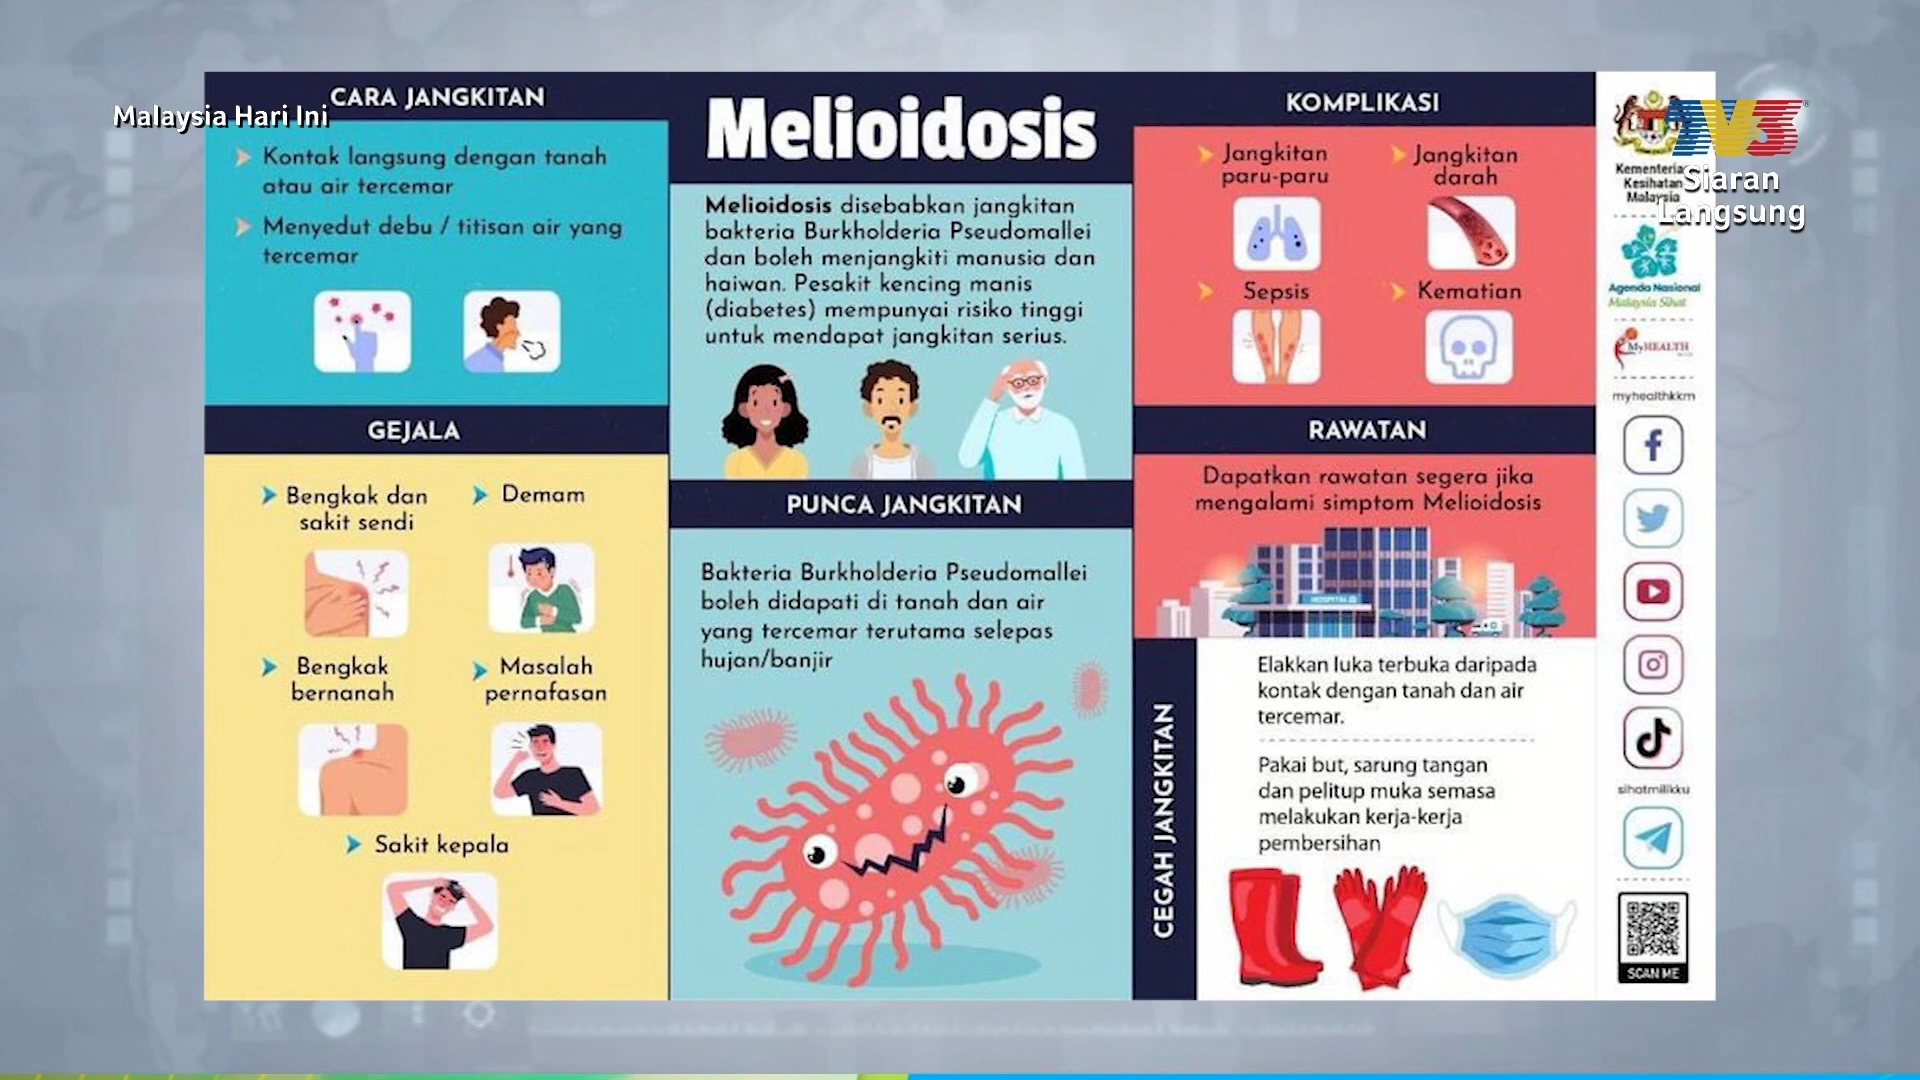 Malaysia Hari Ini
CARA JANGKITAN
Kontak langsung dengan tanah
atau air tercemar
Menyedut debu / titisan air yang
tercemar
GEJALA
Bengkak dan
sakit sendi
Demam
Bengkak
bernanah
Masalah
pernafasan
Sakit kepala
Melioidosis
Melioidosis disebabkan jangkitan
bakteria Burkholderia Pseudomallei
dan boleh menjangkiti manusia dan
haiwan. Pesakit kencing manis
(diabetes) mempunyai risiko tinggi
untuk mendapat jangkitan serius.
PUNCA JANGKITAN
Bakteria Burkholderia Pseudomallei
boleh didapati di tanah dan air
yang tercemar terutama selepas
hujan/banjir
KOMPLIKASI
Jangkitan
paru-paru
Jangkitan
darah
Sepsis
Kematian
RAWATAN
Dapatkan rawatan segera jika
mengalami simptom Melioidosis
HOSPITAL
CEGAH JANGKITAN
Elakkan luka terbuka daripada
kontak dengan tanah dan air
tercemar.
Pakai but, sarung tangan
dan pelitup muka semasa
melakukan kerja-kerja
pembersihan
TV3
Siaran
Langsung
Kementerian
Kesihatan
Malaysia
Agenda Nasional
Malaysia Sihat
MyHEALTH
myhealthkkm
sihatmilikku
SCAN ME